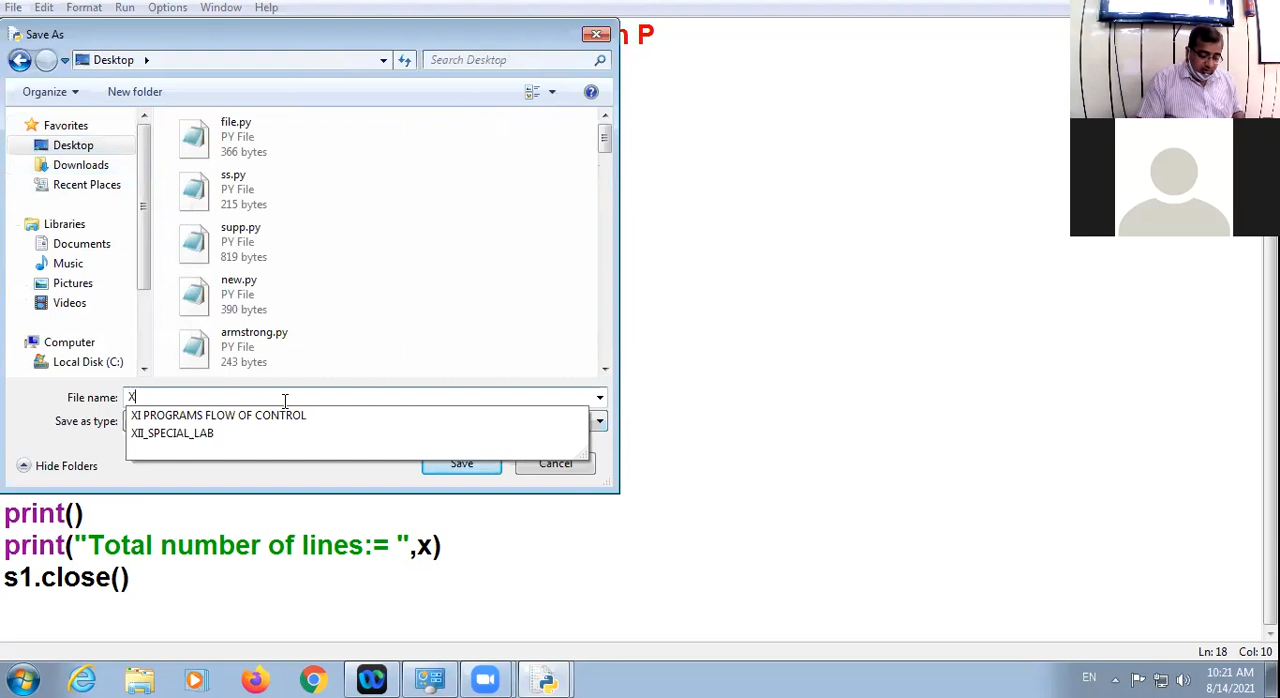 File Edit Format Run Options Window Help
Save As
n P
Desktop
Search Desktop
Organize
New folder
Favorites
Desktop
Downloads
Recent Places
Libraries
Documents
Music
Pictures
Videos
Computer
Local Disk (C:)
file.py
PY File
366 bytes
ss.py
PY File
215 bytes
supp.py
PY File
819 bytes
new.py
PY File
390 bytes
armstrong.py
PY File
243 bytes
File name: X
XI PROGRAMS FLOW OF CONTROL
Save as type:
XII_SPECIAL_LAB
Hide Folders
Save
Cancel
print()
print("Total number of lines:= ",x)
s1.close()
Ln: 18 Col: 10
EN
10:21 AM
8/14/2021